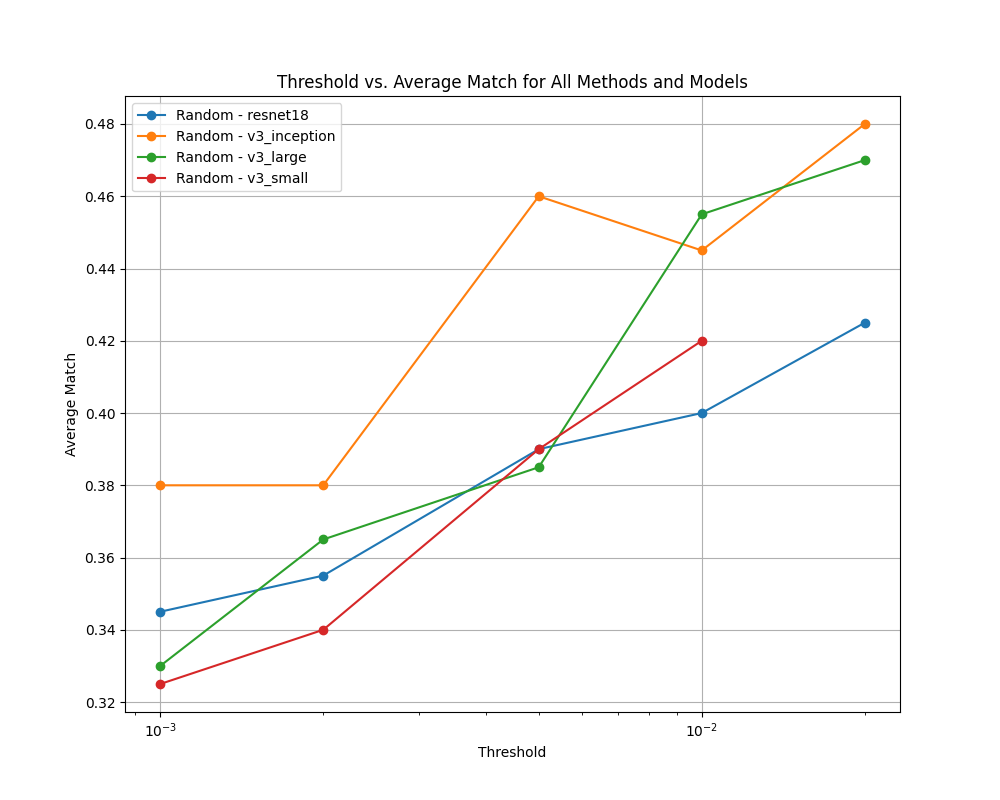 Threshold vs. Average Match for All Methods and Models
Random - resnet18
Random - v3_inception
Random - v3_large
Random - v3_small
0.48
0.46
0.44
0.42
0.40
0.38
0.36
0.34
0.32
Average Match
10⁻³
10⁻²
Threshold